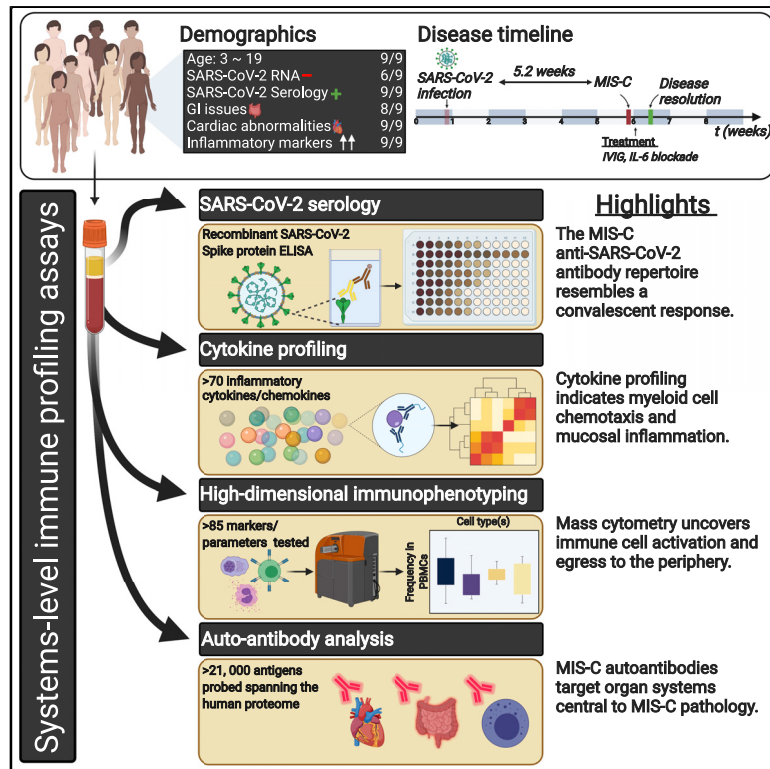 Demographics
Age: 3 ~ 19 9/9
SARS-CoV-2 RNA 6/9
SARS-CoV-2 Serology 9/9
GI issues 8/9
Cardiac abnormalities 9/9
Inflammatory markers 9/9
Disease timeline
SARS-CoV-2
infection
5.2 weeks
MIS-C
Disease
resolution
0 1 2 3 4 5 6 7 8
t (weeks)
Treatment
IVIG, IL-6 blockade
Systems-level immune profiling assays
SARS-CoV-2 serology
Recombinant SARS-CoV-2
Spike protein ELISA
Cytokine profiling
>70 inflammatory
cytokines/chemokines
High-dimensional immunophenotyping
>85 markers/
parameters tested
Frequency in
PBMCs
Cell type(s)
Auto-antibody analysis
>21, 000 antigens
probed spanning the
human proteome
Highlights
The MIS-C
anti-SARS-CoV-2
antibody repertoire
resembles a
convalescent response.
Cytokine profiling
indicates myeloid cell
chemotaxis and
mucosal inflammation.
Mass cytometry uncovers
immune cell activation and
egress to the periphery.
MIS-C autoantibodies
target organ systems
central to MIS-C pathology.